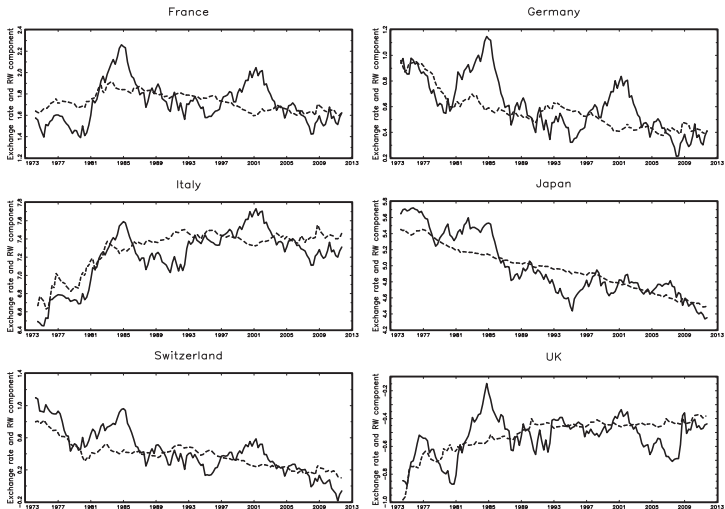 France
Exchange rate and RW component
2.4
2.2
2.0
1.8
1.6
1.4
1.2
1973 1977 1981 1985 1989 1993 1997 2001 2005 2009 2013
Germany
Exchange rate and RW component
1.2
1.0
0.8
0.6
0.4
0.2
1973 1977 1981 1985 1989 1993 1997 2001 2005 2009 2013
Italy
Exchange rate and RW component
7.8
7.6
7.4
7.2
7.0
6.8
6.6
6.4
1973 1977 1981 1985 1989 1993 1997 2001 2005 2009 2013
Japan
Exchange rate and RW component
5.8
5.6
5.4
5.2
5.0
4.8
4.6
4.4
4.2
1973 1977 1981 1985 1989 1993 1997 2001 2005 2009 2013
Switzerland
Exchange rate and RW component
1.4
1.0
0.6
0.2
-0.2
1973 1977 1981 1985 1989 1993 1997 2001 2005 2009 2013
UK
Exchange rate and RW component
-0.2
-0.4
-0.6
-0.8
-1.0
1973 1977 1981 1985 1989 1993 1997 2001 2005 2009 2013